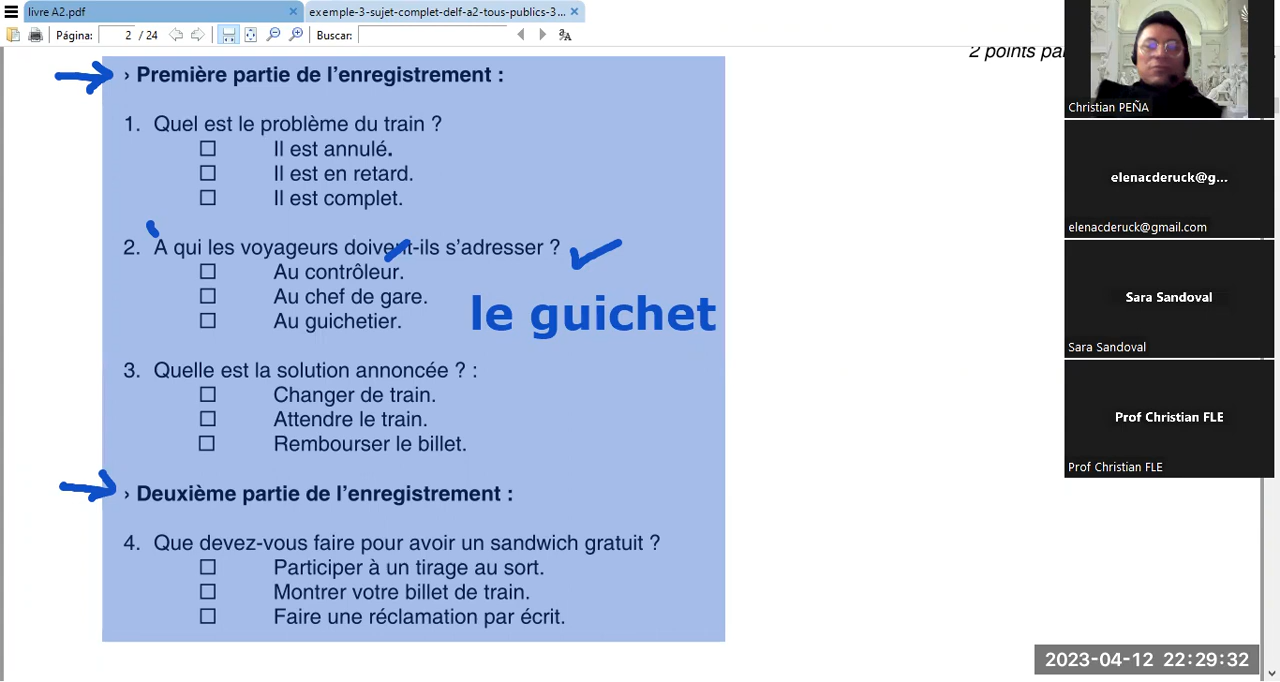 livre A2.pdf
exemple-3-sujet-complet-delf-a2-tous-publics-3...
Página: 2 / 24 Buscar:
2 points pa
› Première partie de l'enregistrement :
1. Quel est le problème du train ?
Il est annulé.
Il est en retard.
Il est complet.
2. A qui les voyageurs doivent-ils s'adresser ?
Au contrôleur.
Au chef de gare.
Au guichetier.
le guichet
3. Quelle est la solution annoncée ? :
Changer de train.
Attendre le train.
Rembourser le billet.
› Deuxième partie de l'enregistrement :
4. Que devez-vous faire pour avoir un sandwich gratuit ?
Participer à un tirage au sort.
Montrer votre billet de train.
Faire une réclamation par écrit.
Christian PEÑA
elenacderuck@g...
elenacderuck@gmail.com
Sara Sandoval
Sara Sandoval
Prof Christian FLE
Prof Christian FLE
2023-04-12 22:29:32